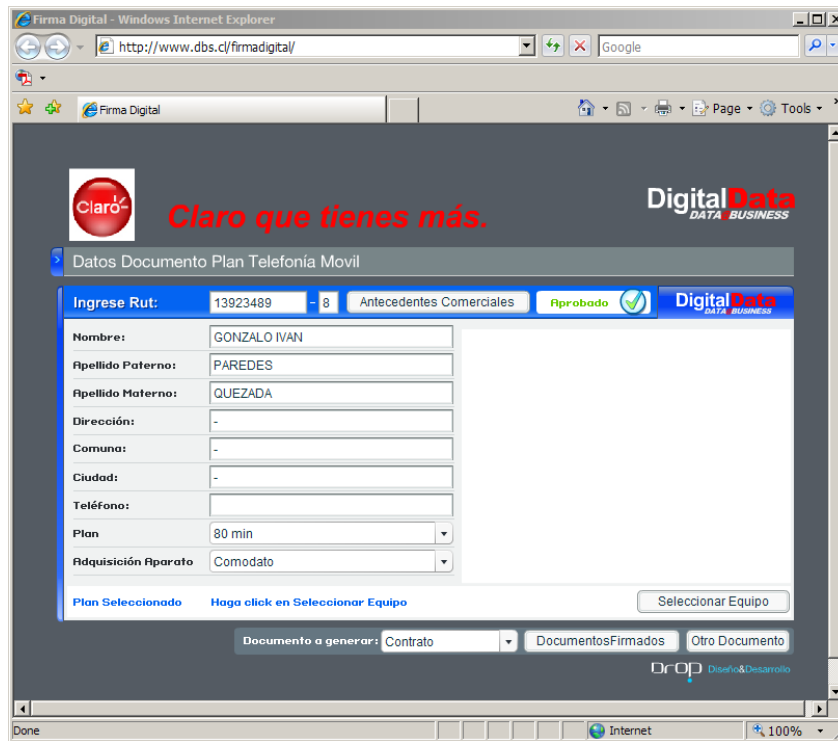 Firma Digital - Windows Internet Explorer
http://www.dbs.cl/firmadigital/
Google
Firma Digital
Page
Tools
Claro
Claro que tienes más.
DigitalData
DATA BUSINESS
Datos Documento Plan Telefonía Movil
Ingrese Rut: 13923489 - 8 Antecedentes Comerciales Aprobado DigitalData
DATA BUSINESS
Nombre: GONZALO IVAN
Apellido Paterno: PAREDES
Apellido Materno: QUEZADA
Dirección: -
Comuna: -
Ciudad: -
Teléfono:
Plan 80 min
Adquisición Aparato Comodato
Plan Seleccionado Haga click en Seleccionar Equipo Seleccionar Equipo
Documento a generar: Contrato DocumentosFirmados Otro Documento
Drop Diseño&Desarrollo
Done Internet 100%